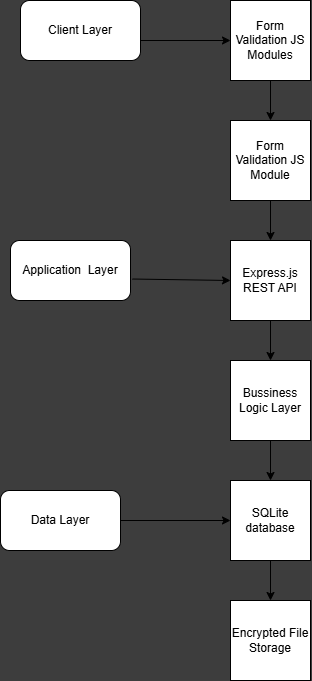 Client Layer
Form
Validation JS
Modules
Form
Validation JS
Module
Application Layer
Express.js
REST API
Bussiness
Logic Layer
Data Layer
SQLite
database
Encrypted File
Storage